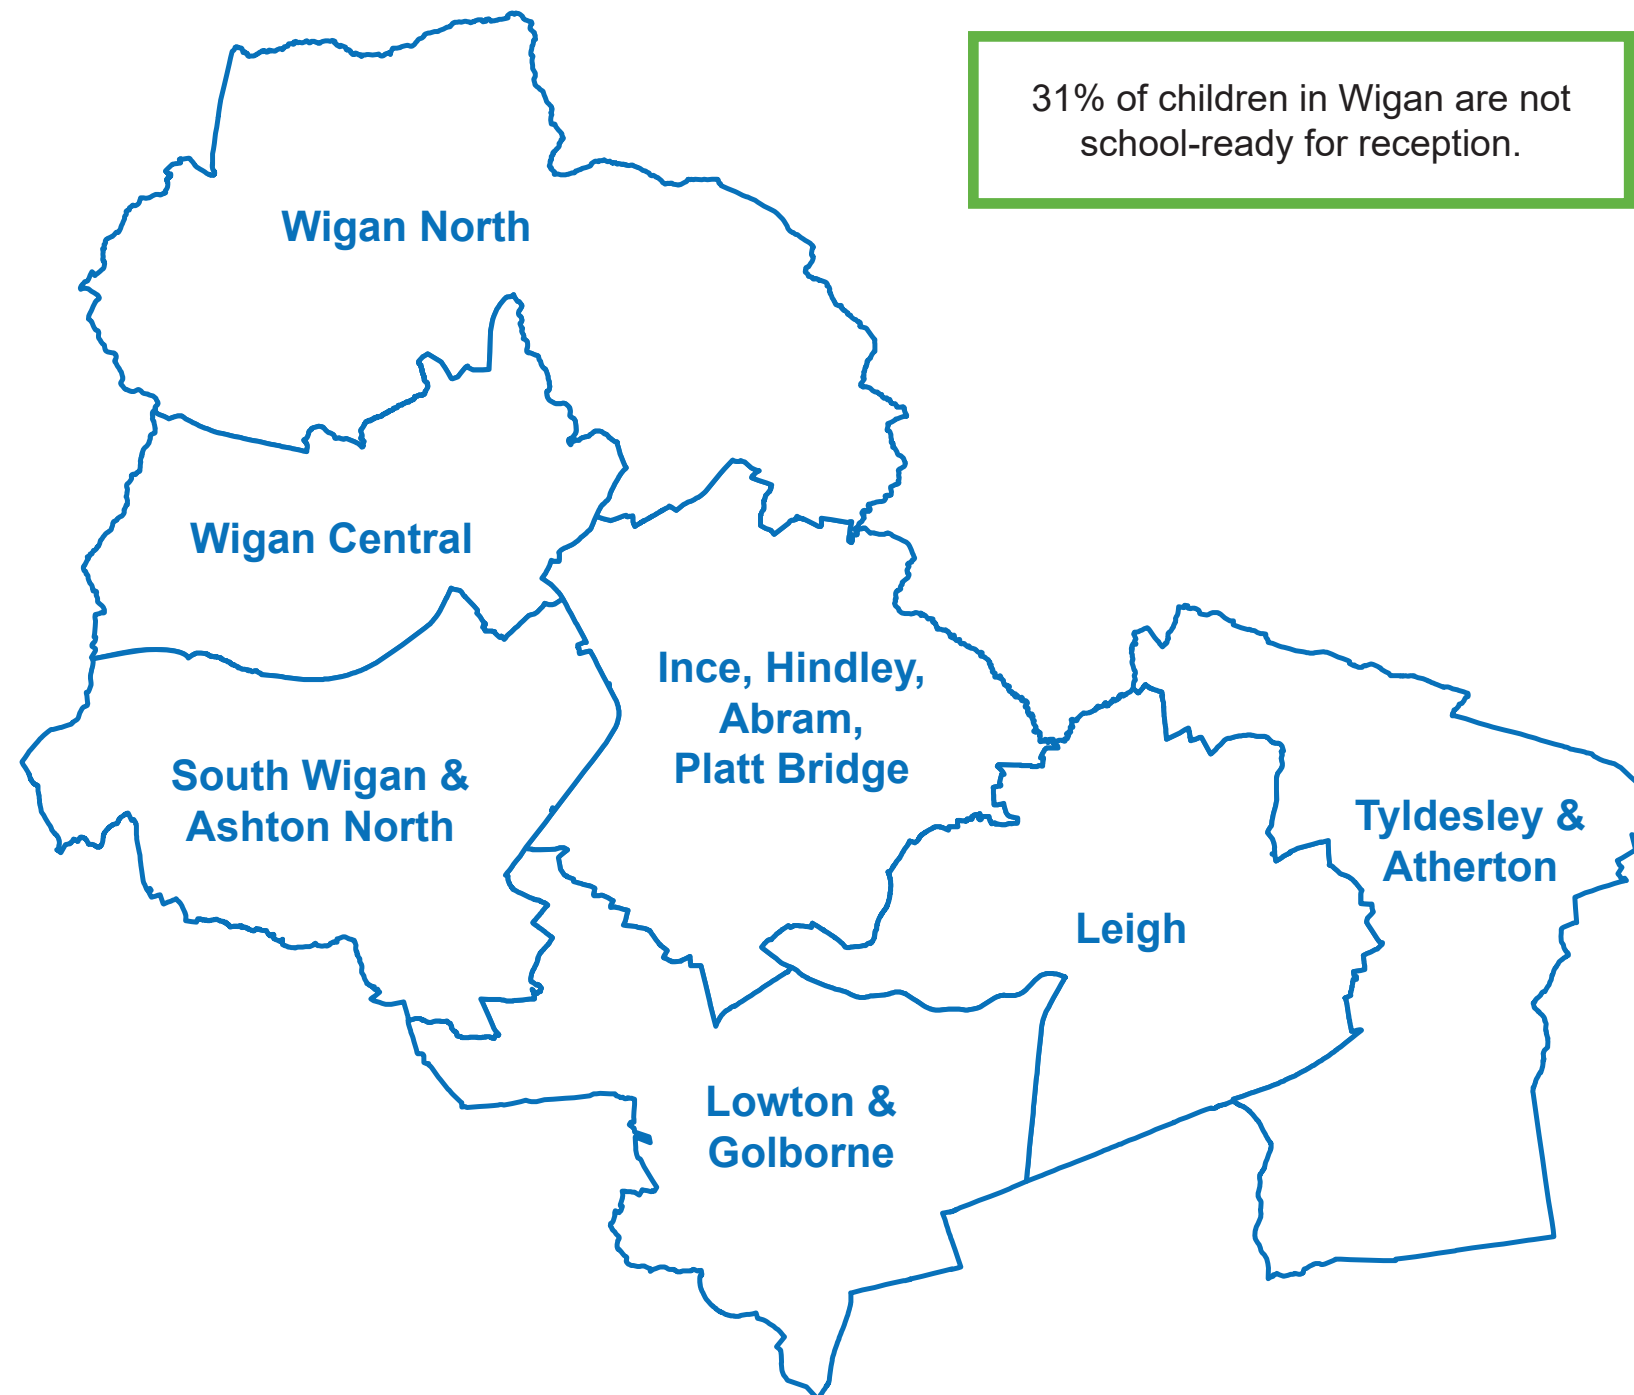 31% of children in Wigan are not
school-ready for reception.
Wigan North
Wigan Central
Ince, Hindley,
Abram,
Platt Bridge
South Wigan &
Ashton North
Tyldesley &
Atherton
Leigh
Lowton &
Golborne